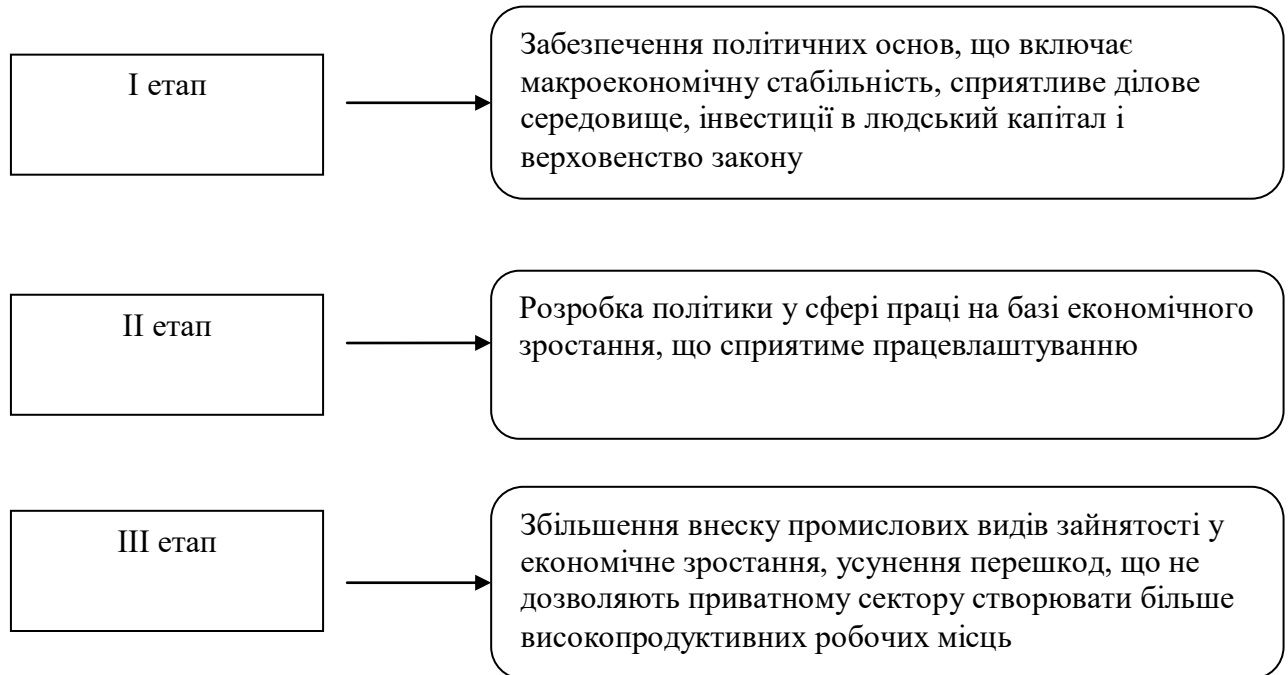 І етап
Забезпечення політичних основ, що включає
макроекономічну стабільність, сприятливе ділове
середовище, інвестиції в людський капітал і
верховенство закону
ІІ етап
Розробка політики у сфері праці на базі економічного
зростання, що сприятиме працевлаштуванню
ІІІ етап
Збільшення внеску промислових видів зайнятості у
економічне зростання, усунення перешкод, що не
дозволяють приватному сектору створювати більше
високопродуктивних робочих місць